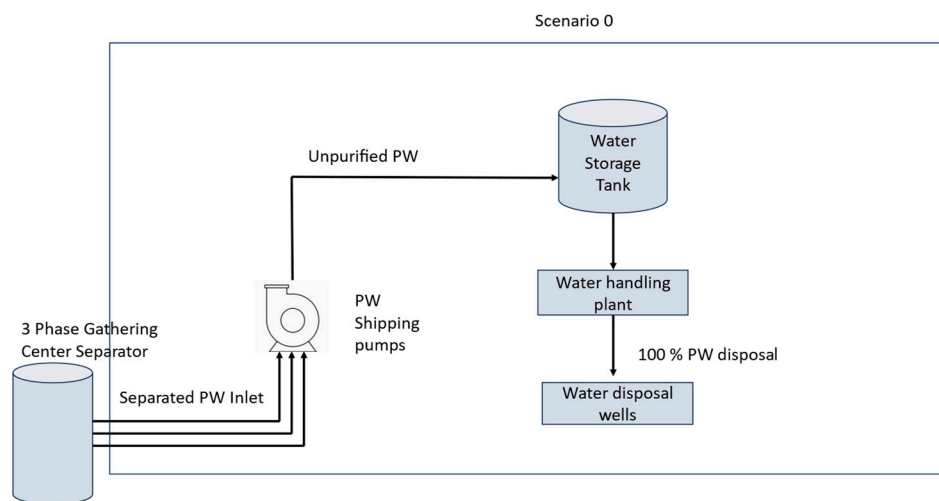 Scenario 0
Water
Storage
Tank
Unpurified PW
Water handling
plant
PW
Shipping
pumps
3 Phase Gathering
Center Separator
100 % PW disposal
Separated PW Inlet
Water disposal
wells